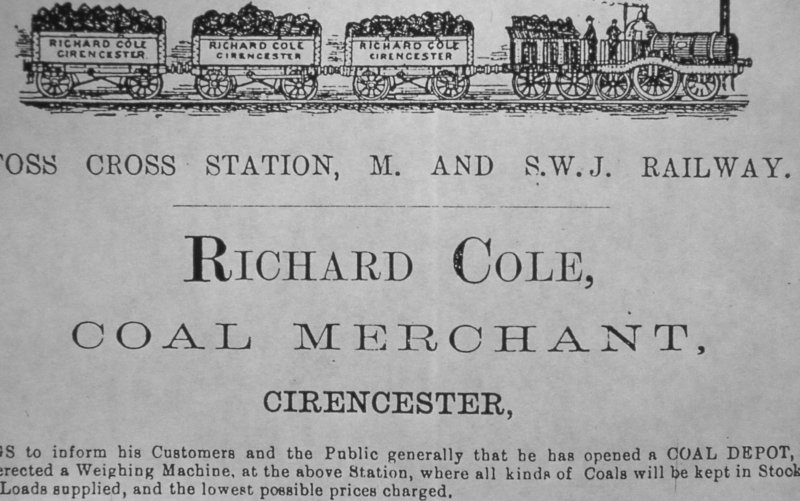 RICHARD COLE RICHARD COLE RICHARD COLE
CIRENCESTER. CIRENCESTER CIRENCESTER
OSS CROSS STATION, M. AND S.W.J. RAILWAY.
RICHARD COLE,
COAL MERCHANT,
CIRENCESTER,
GS to inform his Customers and the Public generally that he has opened a COAL DEPOT,
erected a Weighing Machine, at the above Station, where all kinds of Coals will be kept in Stock
Loads supplied, and the lowest possible prices charged.